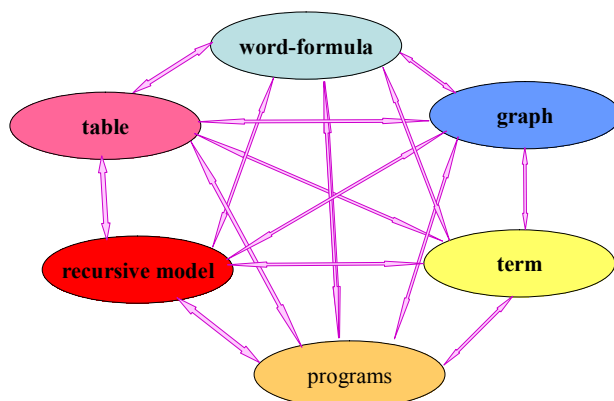 word-formula
table
graph
recursive model
term
programs